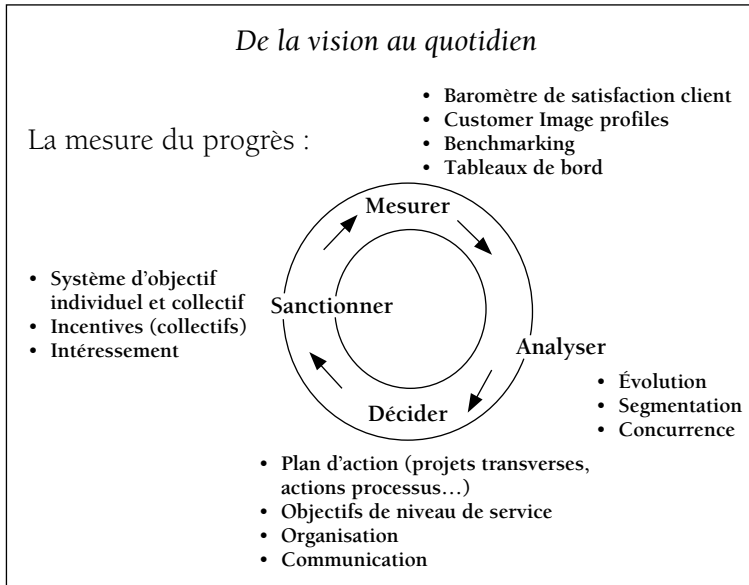 De la vision au quotidien
La mesure du progrès :
• Baromètre de satisfaction client
• Customer Image profiles
• Benchmarking
• Tableaux de bord
Mesurer
• Système d'objectif
individuel et collectif
• Incentives (collectifs)
• Intéressement
Sanctionner
Analyser
• Évolution
• Segmentation
• Concurrence
Décider
• Plan d'action (projets transverses,
actions processus…)
• Objectifs de niveau de service
• Organisation
• Communication